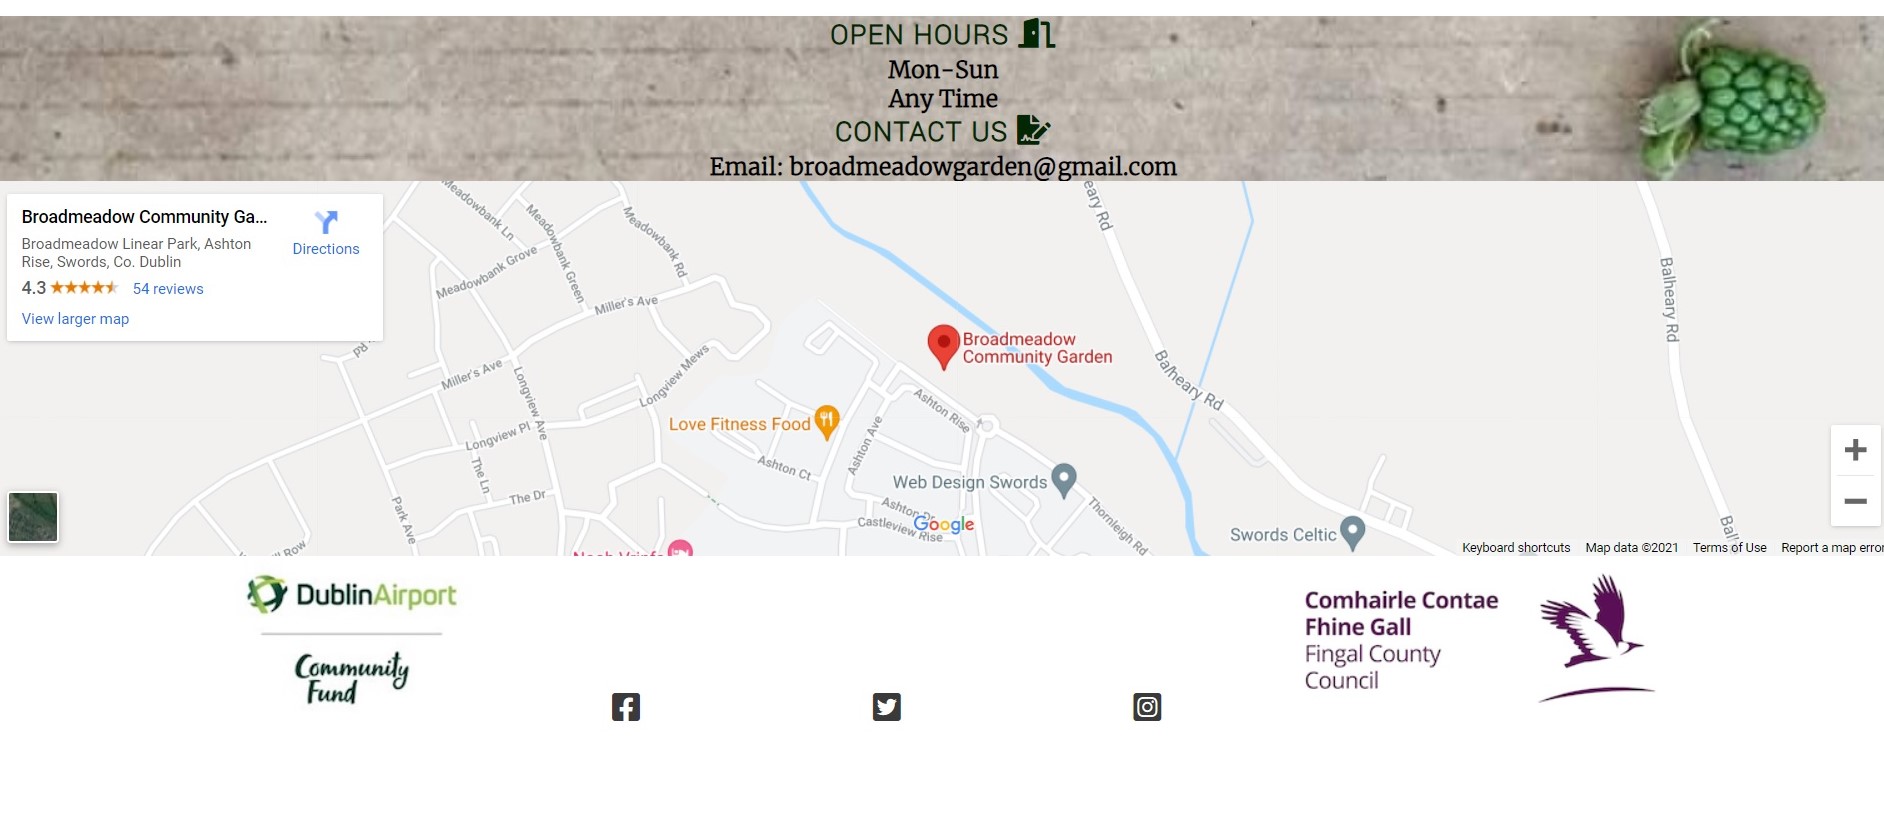 OPEN HOURS
Mon-Sun
Any Time
CONTACT US
Email: broadmeadowgarden@gmail.com
Broadmeadow Community Ga...
Broadmeadow Linear Park, Ashton
Rise, Swords, Co. Dublin
4.3
54 reviews
View larger map
Directions
Meadowbank Ln
Meadowbank Grove
Meadowbank Green
Meadowbank Rd
Miller's Ave
Miller's Ave
Rd
Longview Ave
Longview Mews
Longview Pl
The Ln
The Dr
Park Ave
Row
Love Fitness Food
Ashton Ct
Ashton Ave
Ashton Rise
Broadmeadow
Community Garden
Web Design Swords
Ashton Dr
Castleview Rise
Google
Thornleigh Rd
eary Rd
Balheary Rd
Balheary Rd
Ball
Swords Celtic
Keyboard shortcuts
Map data ©2021
Terms of Use
Report a map error
DublinAirport
Community
Fund
Comhairle Contae
Fhine Gall
Fingal County
Council